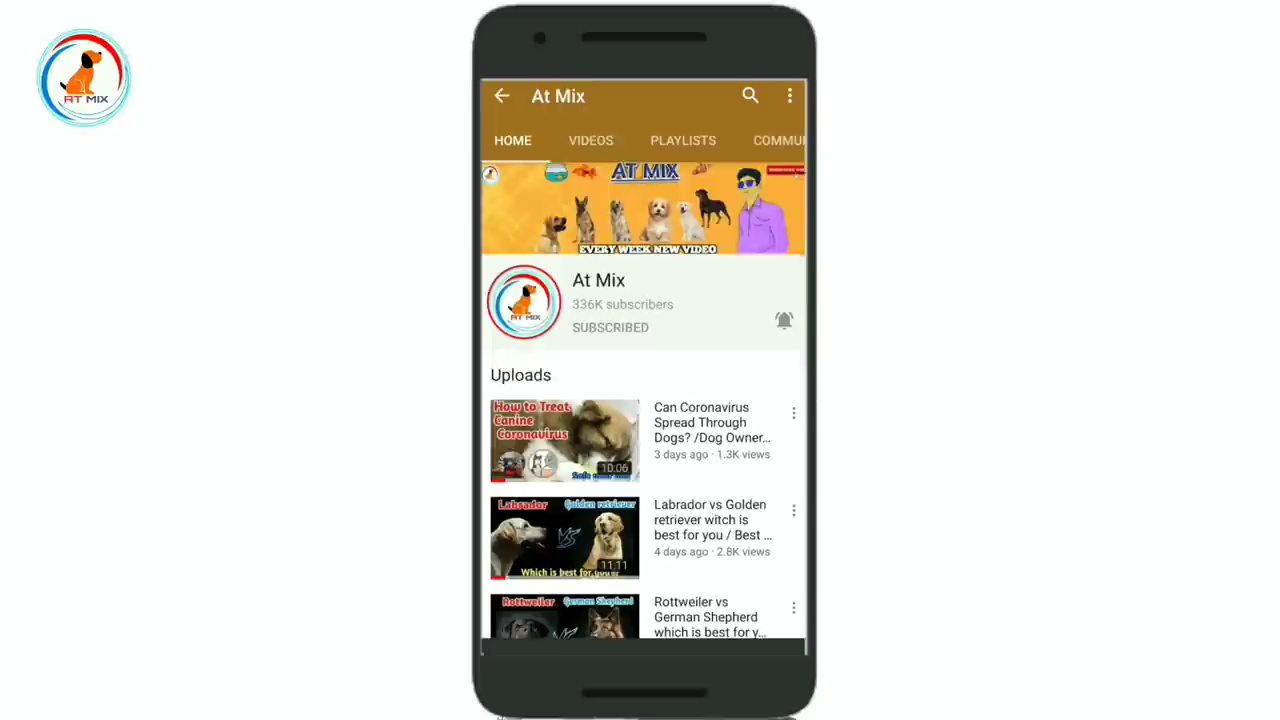 AT MIX
At Mix
HOME VIDEOS PLAYLISTS COMMU
AT MIX
EVERY WEEK NEW VIDEO
At Mix
336K subscribers
AT MIX
SUBSCRIBED
Uploads
How to Treat
Canine
Coronavirus
10:06
Can Coronavirus
Spread Through
Dogs? /Dog Owner...
3 days ago · 1.3K views
Labrador Golden retriever
VS
11:11
Which is best for you
Labrador vs Golden
retriever witch is
best for you / Best ...
4 days ago · 2.8K views
Rottweiler German Shepherd
VS
Rottweiler vs
German Shepherd
which is best for y...